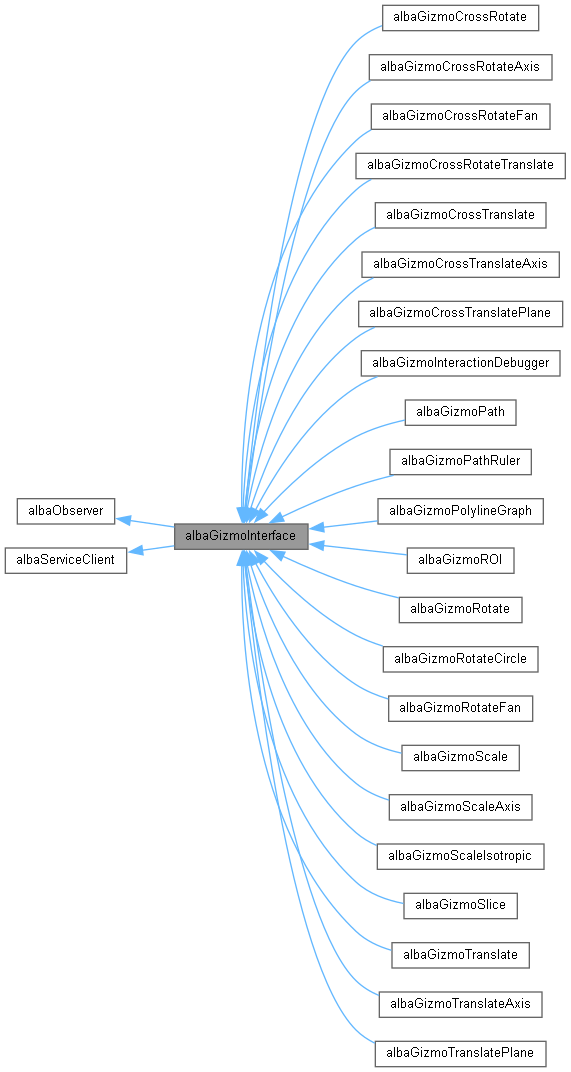 albaGizmoCrossRotate
albaGizmoCrossRotateAxis
albaGizmoCrossRotateFan
albaGizmoCrossRotateTranslate
albaGizmoCrossTranslate
albaGizmoCrossTranslateAxis
albaGizmoCrossTranslatePlane
albaGizmoInteractionDebugger
albaGizmoPath
albaGizmoPathRuler
albaObserver
albaGizmoPolylineGraph
albaGizmoInterface
albaServiceClient
albaGizmoROI
albaGizmoRotate
albaGizmoRotateCircle
albaGizmoRotateFan
albaGizmoScale
albaGizmoScaleAxis
albaGizmoScaleIsotropic
albaGizmoSlice
albaGizmoTranslate
albaGizmoTranslateAxis
albaGizmoTranslatePlane